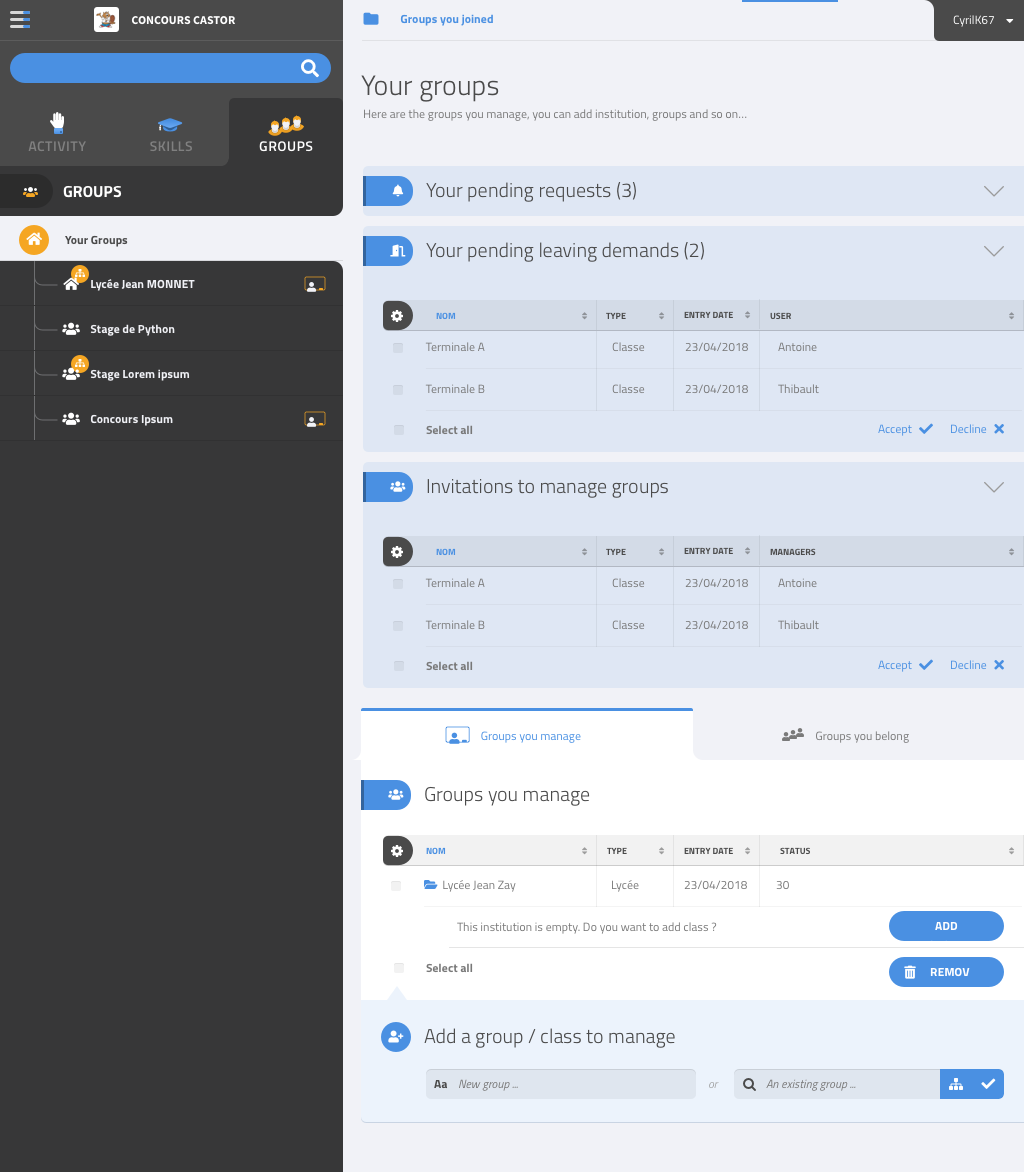 CONCOURS CASTOR
Groups you joined
CyrilK67
ACTIVITY
SKILLS
GROUPS
GROUPS
Your Groups
Lycée Jean MONNET
Stage de Python
Stage Lorem ipsum
Concours Ipsum
Your groups
Here are the groups you manage, you can add institution, groups and so on...
Your pending requests (3)
Your pending leaving demands (2)
NOM TYPE ENTRY DATE USER
Terminale A Classe 23/04/2018 Antoine
Terminale B Classe 23/04/2018 Thibault
Select all Accept Decline
Invitations to manage groups
NOM TYPE ENTRY DATE MANAGERS
Terminale A Classe 23/04/2018 Antoine
Terminale B Classe 23/04/2018 Thibault
Select all Accept Decline
Groups you manage
Groups you belong
Groups you manage
NOM TYPE ENTRY DATE STATUS
Lycée Jean Zay Lycée 23/04/2018 30
This institution is empty. Do you want to add class ? ADD
Select all REMOV
Add a group / class to manage
Aa New group ... or An existing group ...